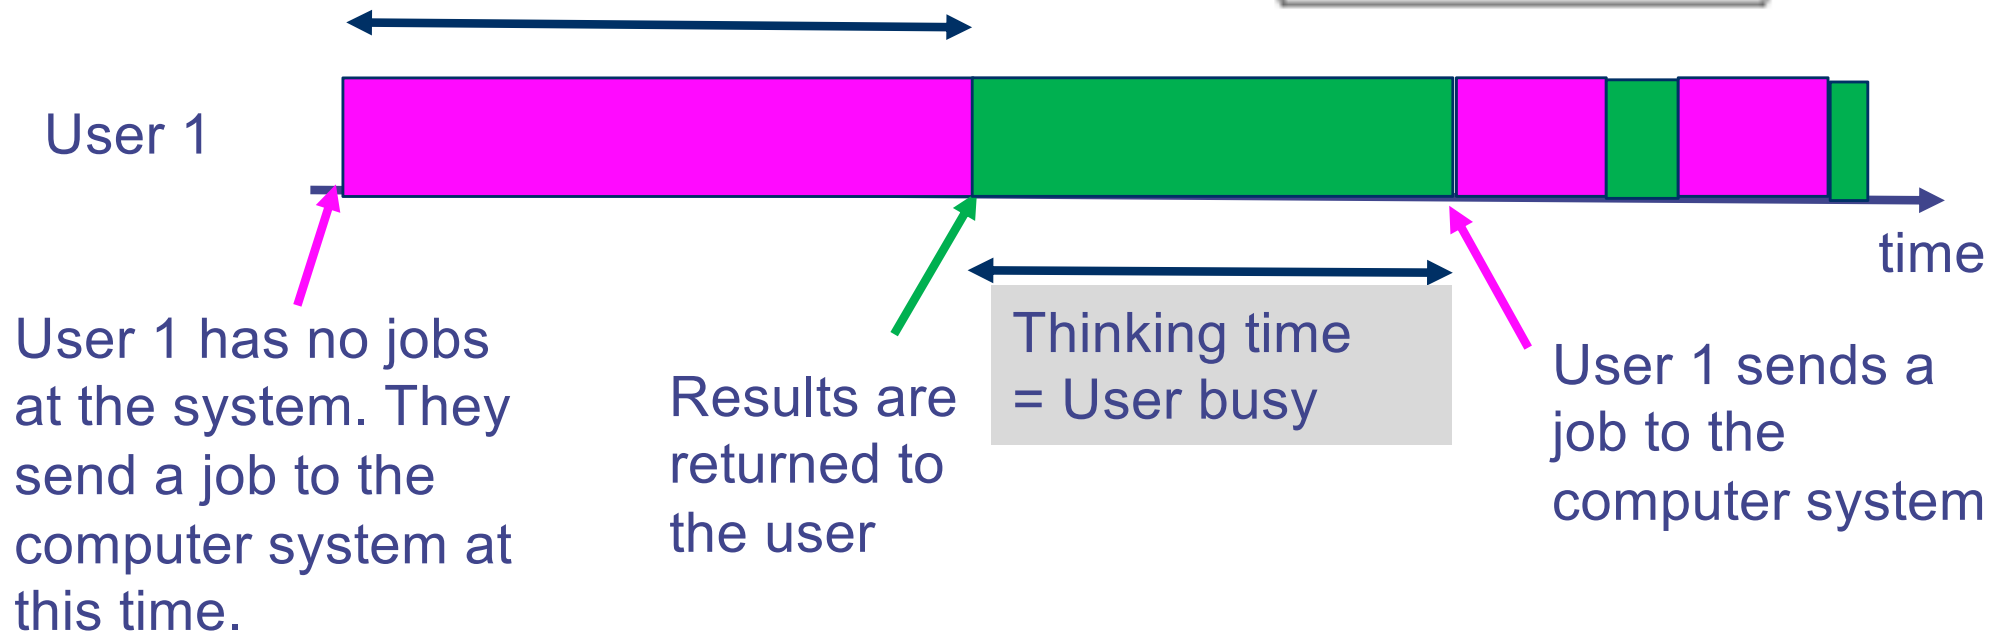 User 1
time
User 1 has no jobs
at the system. They
send a job to the
computer system at
this time.
Results are
returned to
the user
Thinking time
= User busy
User 1 sends a
job to the
computer system